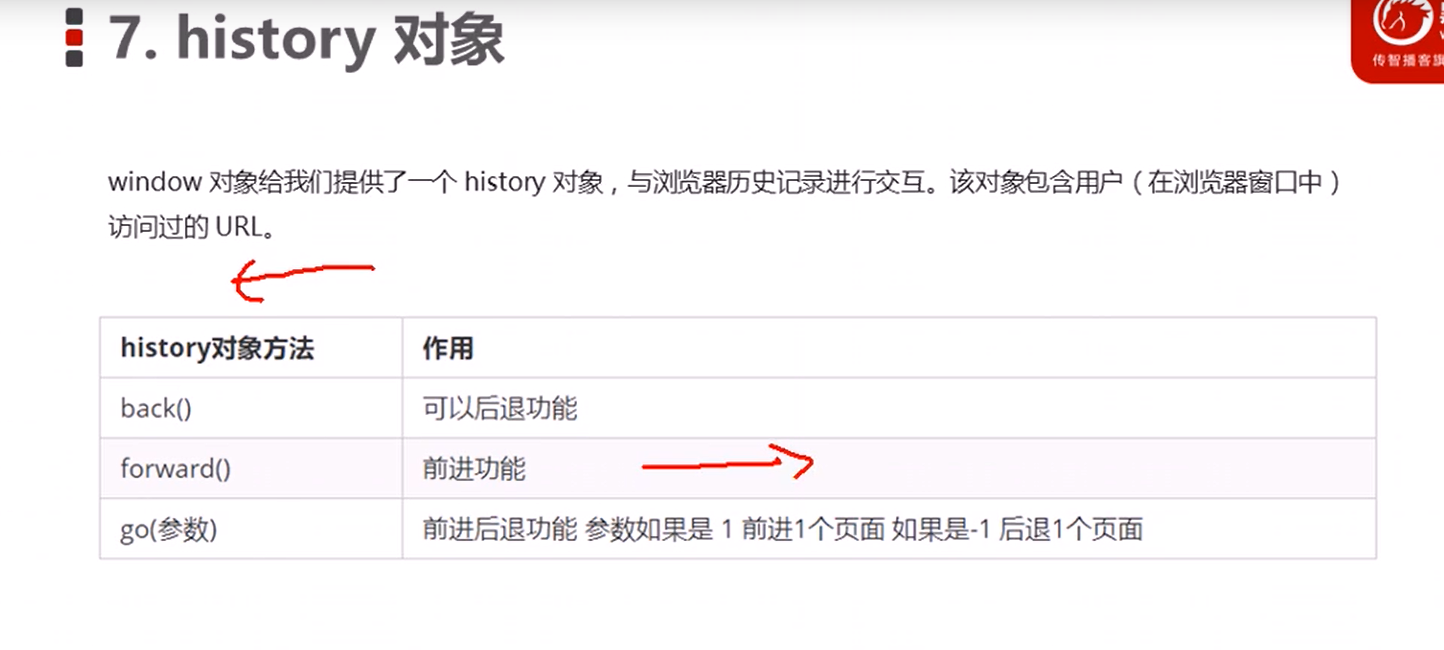 7. history 对象
传智播客旗
window 对象给我们提供了一个 history 对象，与浏览器历史记录进行交互。该对象包含用户（在浏览器窗口中）
访问过的 URL。
history对象方法 作用
back() 可以后退功能
forward() 前进功能
go(参数) 前进后退功能 参数如果是 1 前进1个页面 如果是-1 后退1个页面